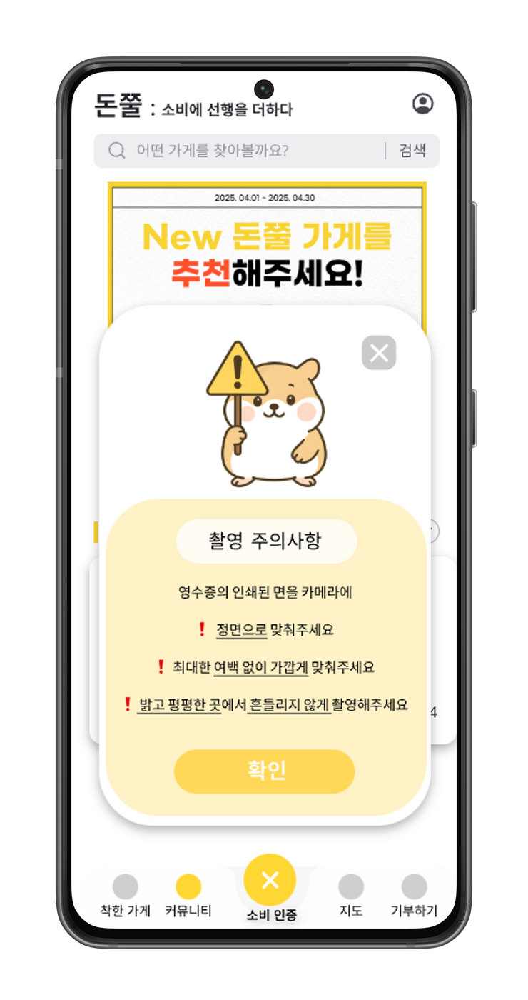 돈쭐 : 소비에 선행을 더하다
어떤 가게를 찾아볼까요? 검색
2025. 04.01 ~ 2025. 04.30
New 돈쭐 가게를
추천해주세요!
촬영 주의사항
영수증의 인쇄된 면을 카메라에
❗ 정면으로 맞춰주세요
❗ 최대한 여백 없이 가깝게 맞춰주세요
❗ 밝고 평평한 곳에서 흔들리지 않게 촬영해주세요
4
확인
착한 가게 커뮤니티 소비 인증 지도 기부하기